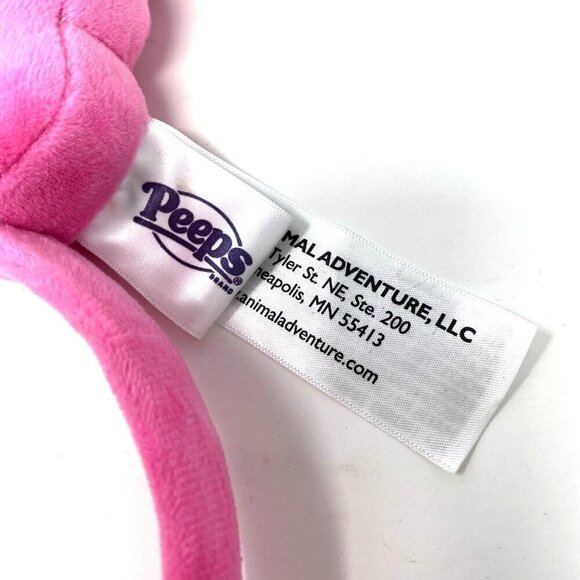 Peeps®
BRAND
MAL ADVENTURE, LLC
Tyler St. NE, Ste. 200
neapolis, MN 55413
.animaladventure.com